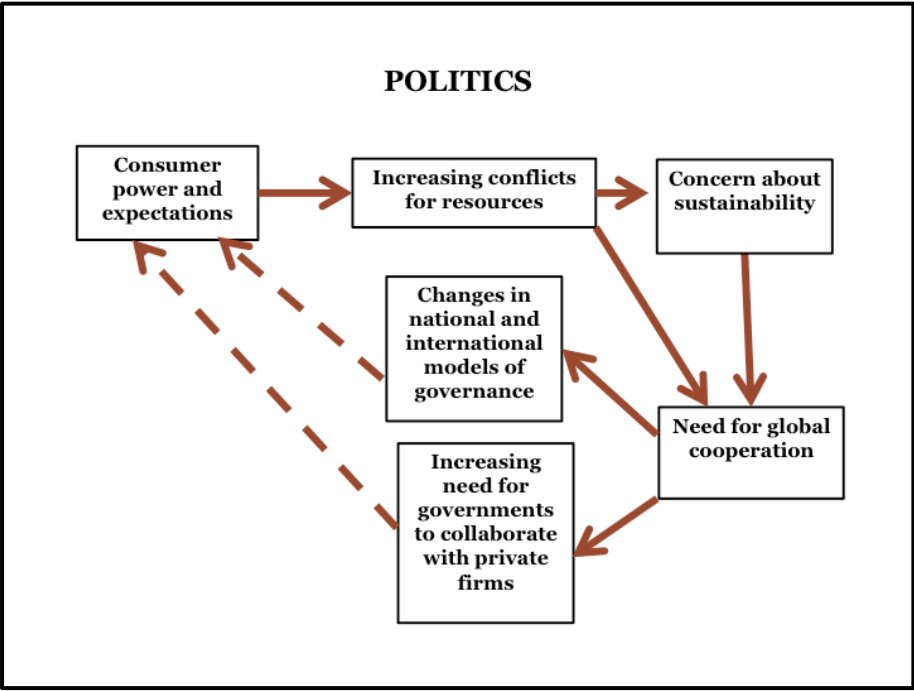 POLITICS
Consumer
power and
expectations
Increasing conflicts
for resources
Concern about
sustainability
Changes in
national and
international
models of
governance
Need for global
cooperation
Increasing
need for
governments
to collaborate
with private
firms